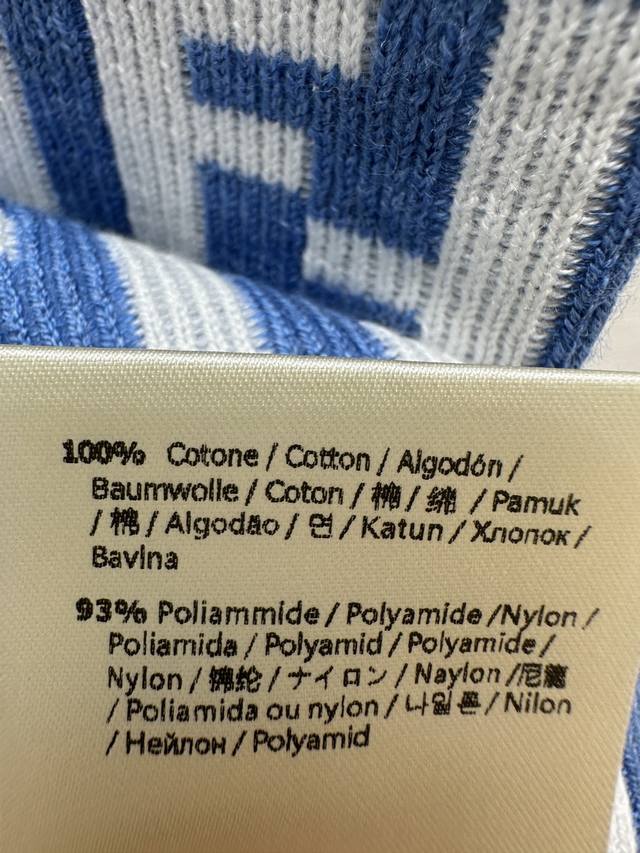 100% Cotone / Cotton / Algodón /
Baumwolle / Coton / 棉 / 綿 / Pamuk
/ 棉 / Algodão / 면 / Katun / Хлопок /
Bavlna
93% Poliammide / Polyamide /Nylon /
Poliamida / Polyamid / Polyamide /
Nylon / 锦纶 / ナイロン / Naylon /尼龍
/ Poliamida ou nylon / 나일론 / Nilon
/ Нейлон / Polyamid